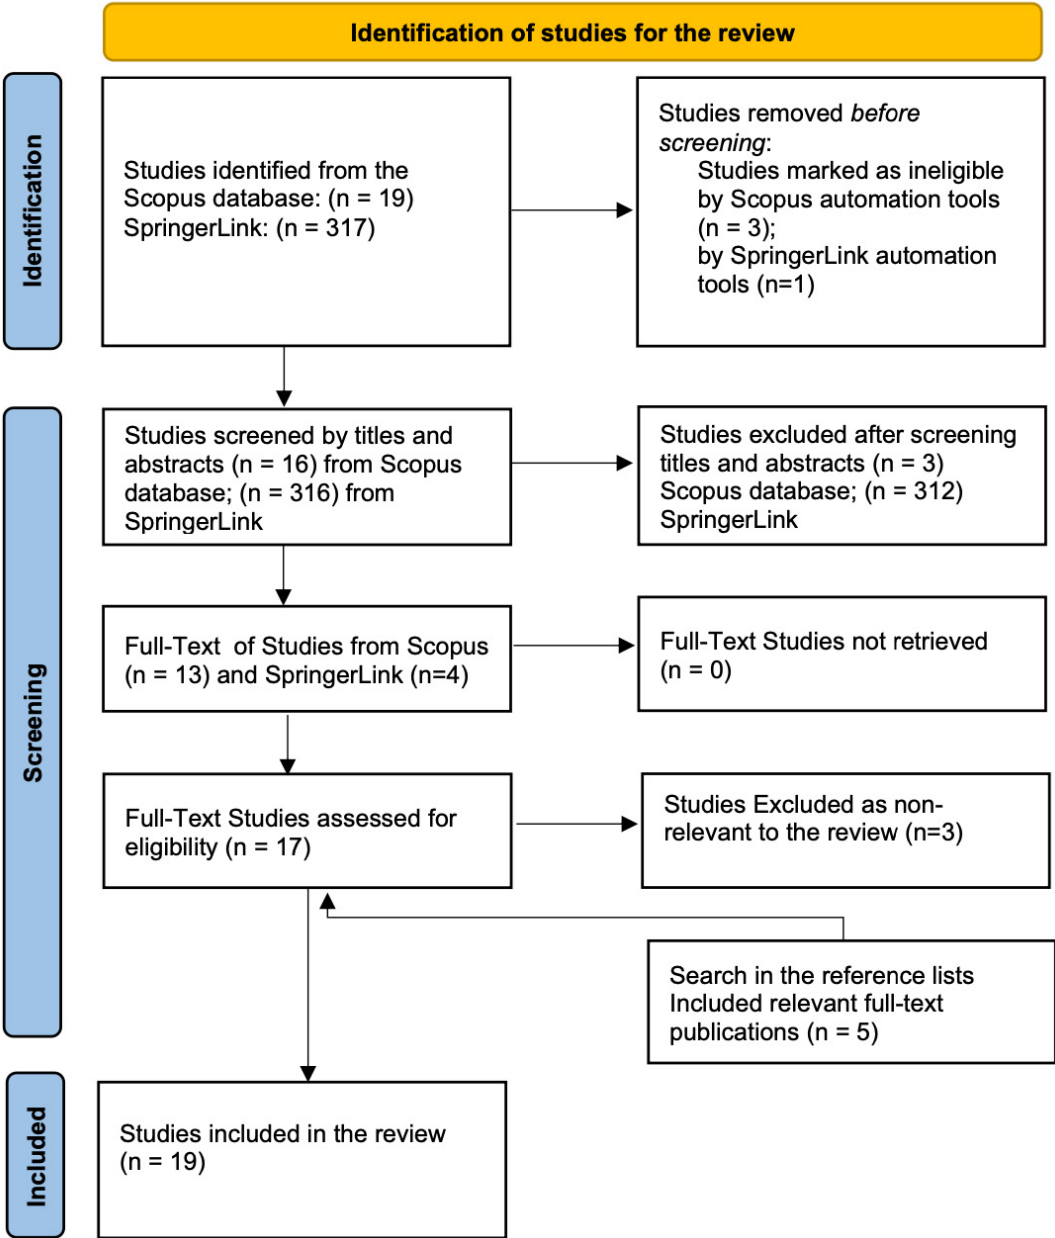 Identification of studies for the review
Identification
Studies identified from the
Scopus database: (n = 19)
SpringerLink: (n = 317)
Studies removed before
screening:
Studies marked as ineligible
by Scopus automation tools
(n = 3);
by SpringerLink automation
tools (n=1)
Screening
Studies screened by titles and
abstracts (n = 16) from Scopus
database; (n = 316) from
SpringerLink
Studies excluded after screening
titles and abstracts (n = 3)
Scopus database; (n = 312)
SpringerLink
Full-Text of Studies from Scopus
(n = 13) and SpringerLink (n=4)
Full-Text Studies not retrieved
(n = 0)
Full-Text Studies assessed for
eligibility (n = 17)
Studies Excluded as non-
relevant to the review (n=3)
Search in the reference lists
Included relevant full-text
publications (n = 5)
Included
Studies included in the review
(n = 19)